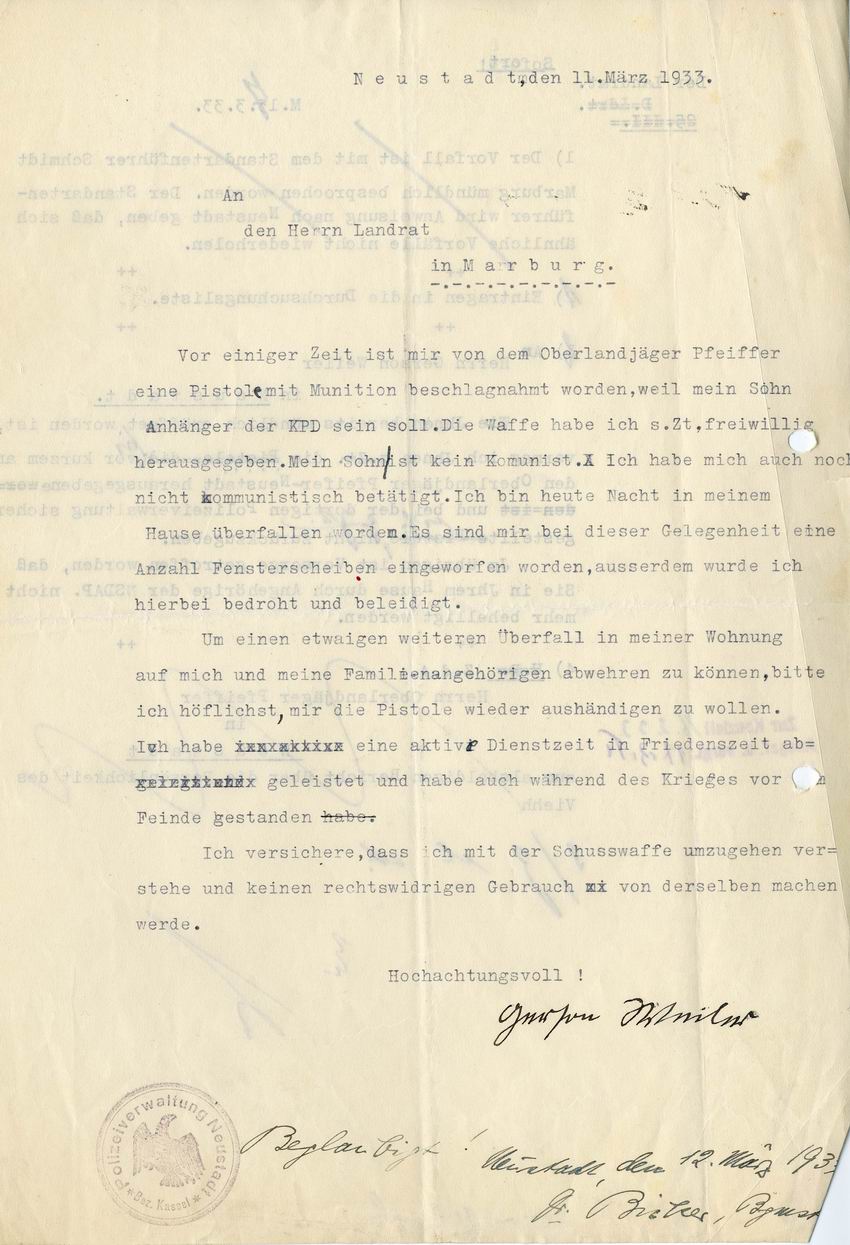 N e u s t a d t,den 11.März 1933.
An
den Herrn Landrat
in M a r b u r g.
-.-.-.-.-.-.-.-.-.-
Vor einiger Zeit ist mir von dem Oberlandjäger Pfeiffer
eine Pistole mit Munition beschlagnahmt worden,weil mein Sohn
Anhänger der KPD sein soll.Die Waffe habe ich s.Zt,freiwillig
herausgegeben.Mein Sohn ist kein Komunist. Ich habe mich auch noch
nicht kommunistisch betätigt.Ich bin heute Nacht in meinem
Hause überfallen wordem.Es sind mir bei dieser Gelegenheit eine
Anzahl Fensterscheiben eingeworfen worden,ausserdem wurde ich
hierbei bedroht und beleidigt.
Um einen etwaigen weiteren Überfall in meiner Wohnung
auf mich und meine Familienangehörigen abwehren zu können,bitte
ich höflichst, mir die Pistole wieder aushändigen zu wollen.
Ich habe eine aktive Dienstzeit in Friedenszeit ab=
geleistet und habe auch während des Krieges vor
Feinde gestanden habe.
Ich versichere,dass ich mit der Schusswaffe umzugehen ver=
stehe und keinen rechtswidrigen Gebrauch von derselben machen
werde.
Hochachtungsvoll !
Gerson Weiler
Polizeiverwaltung Neustadt
* Bez. Kassel *
Beglaubigt !
Neustadt, den 12. März 193
Dr. Bgmstr